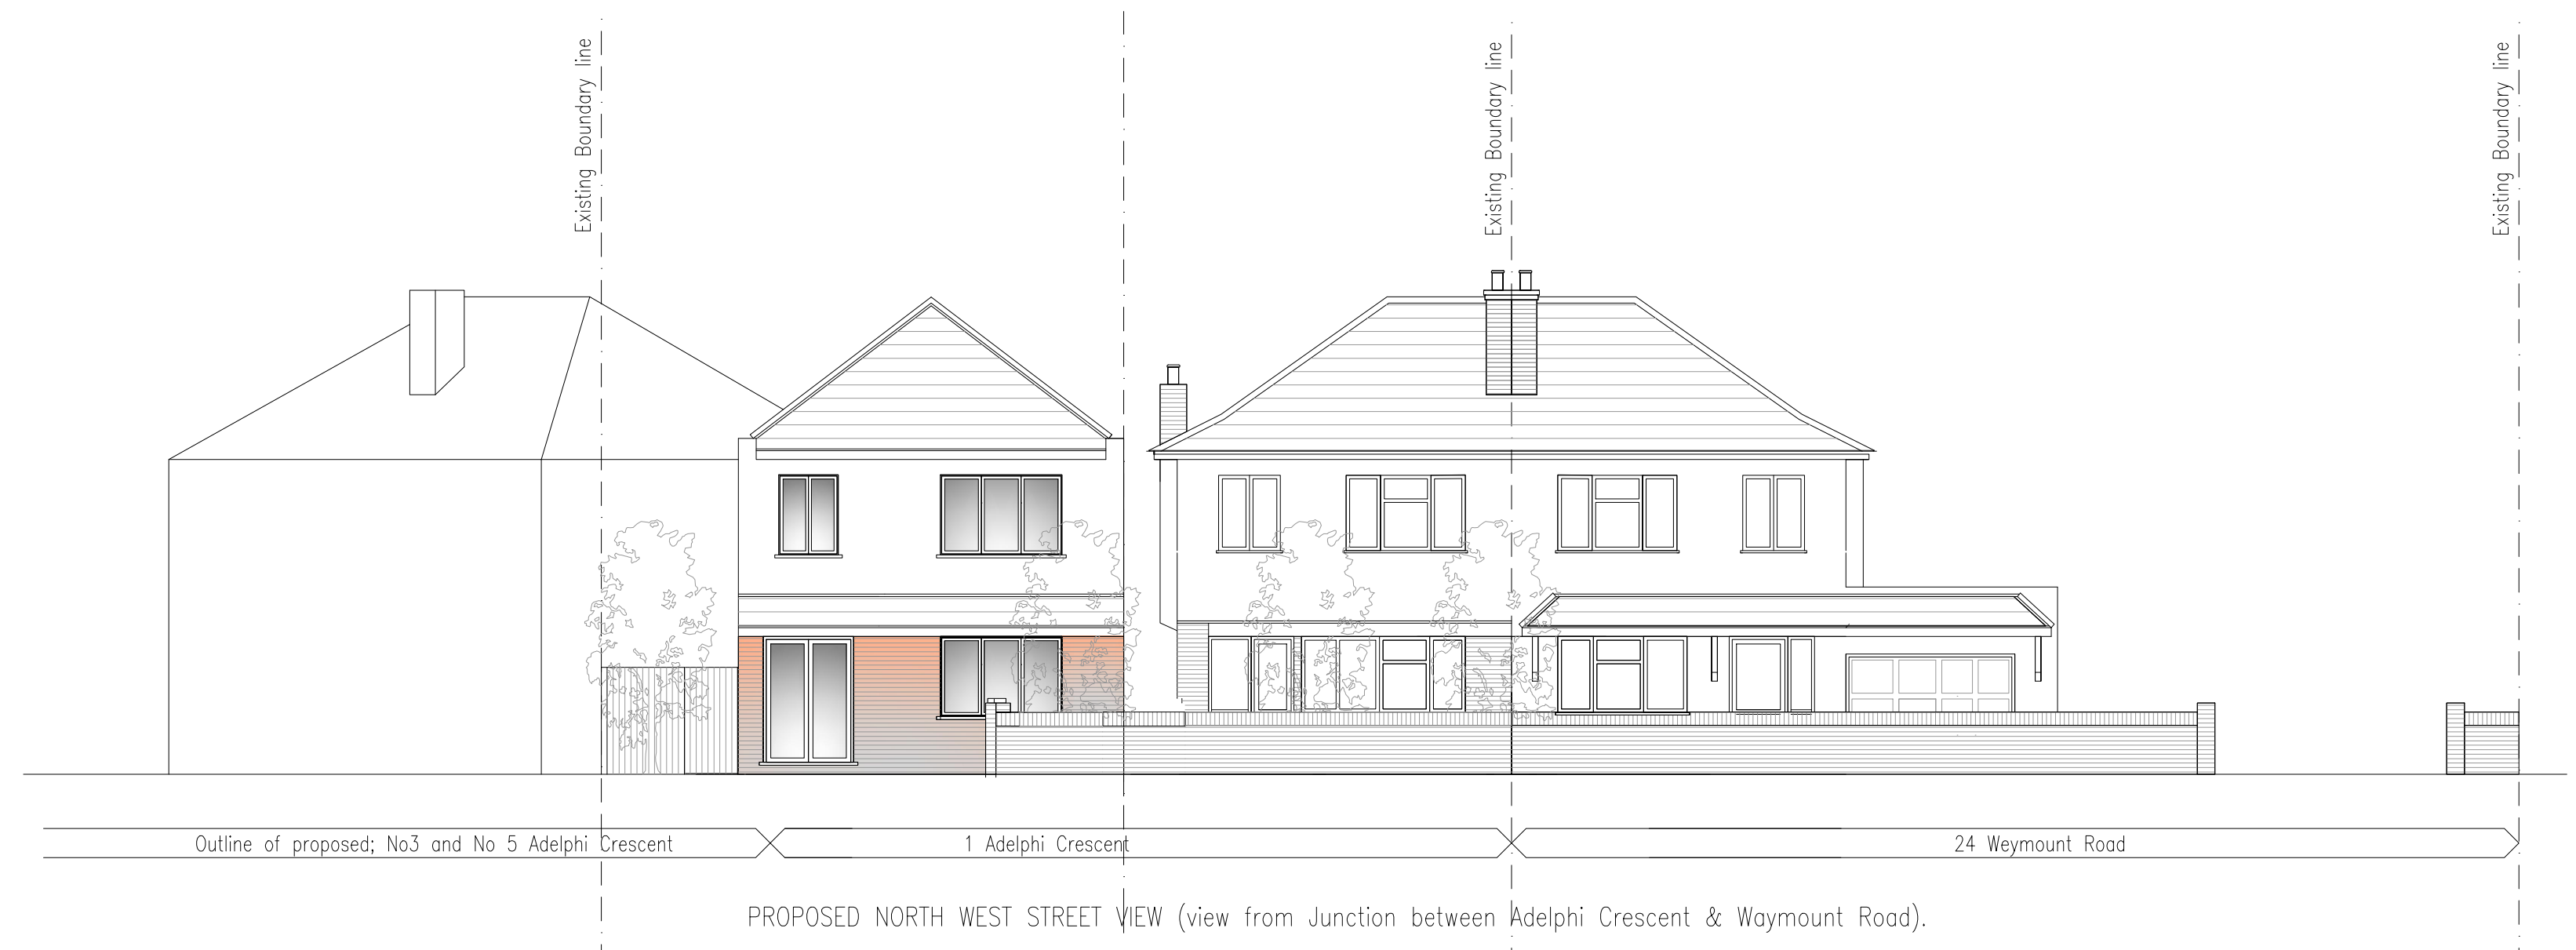 Existing Boundary line
Existing Boundary line
Existing Boundary line
Outline of proposed; No3 and No 5 Adelphi Crescent
1 Adelphi Crescent
24 Weymount Road
PROPOSED NORTH WEST STREET VIEW (view from Junction between Adelphi Crescent & Waymount Road).